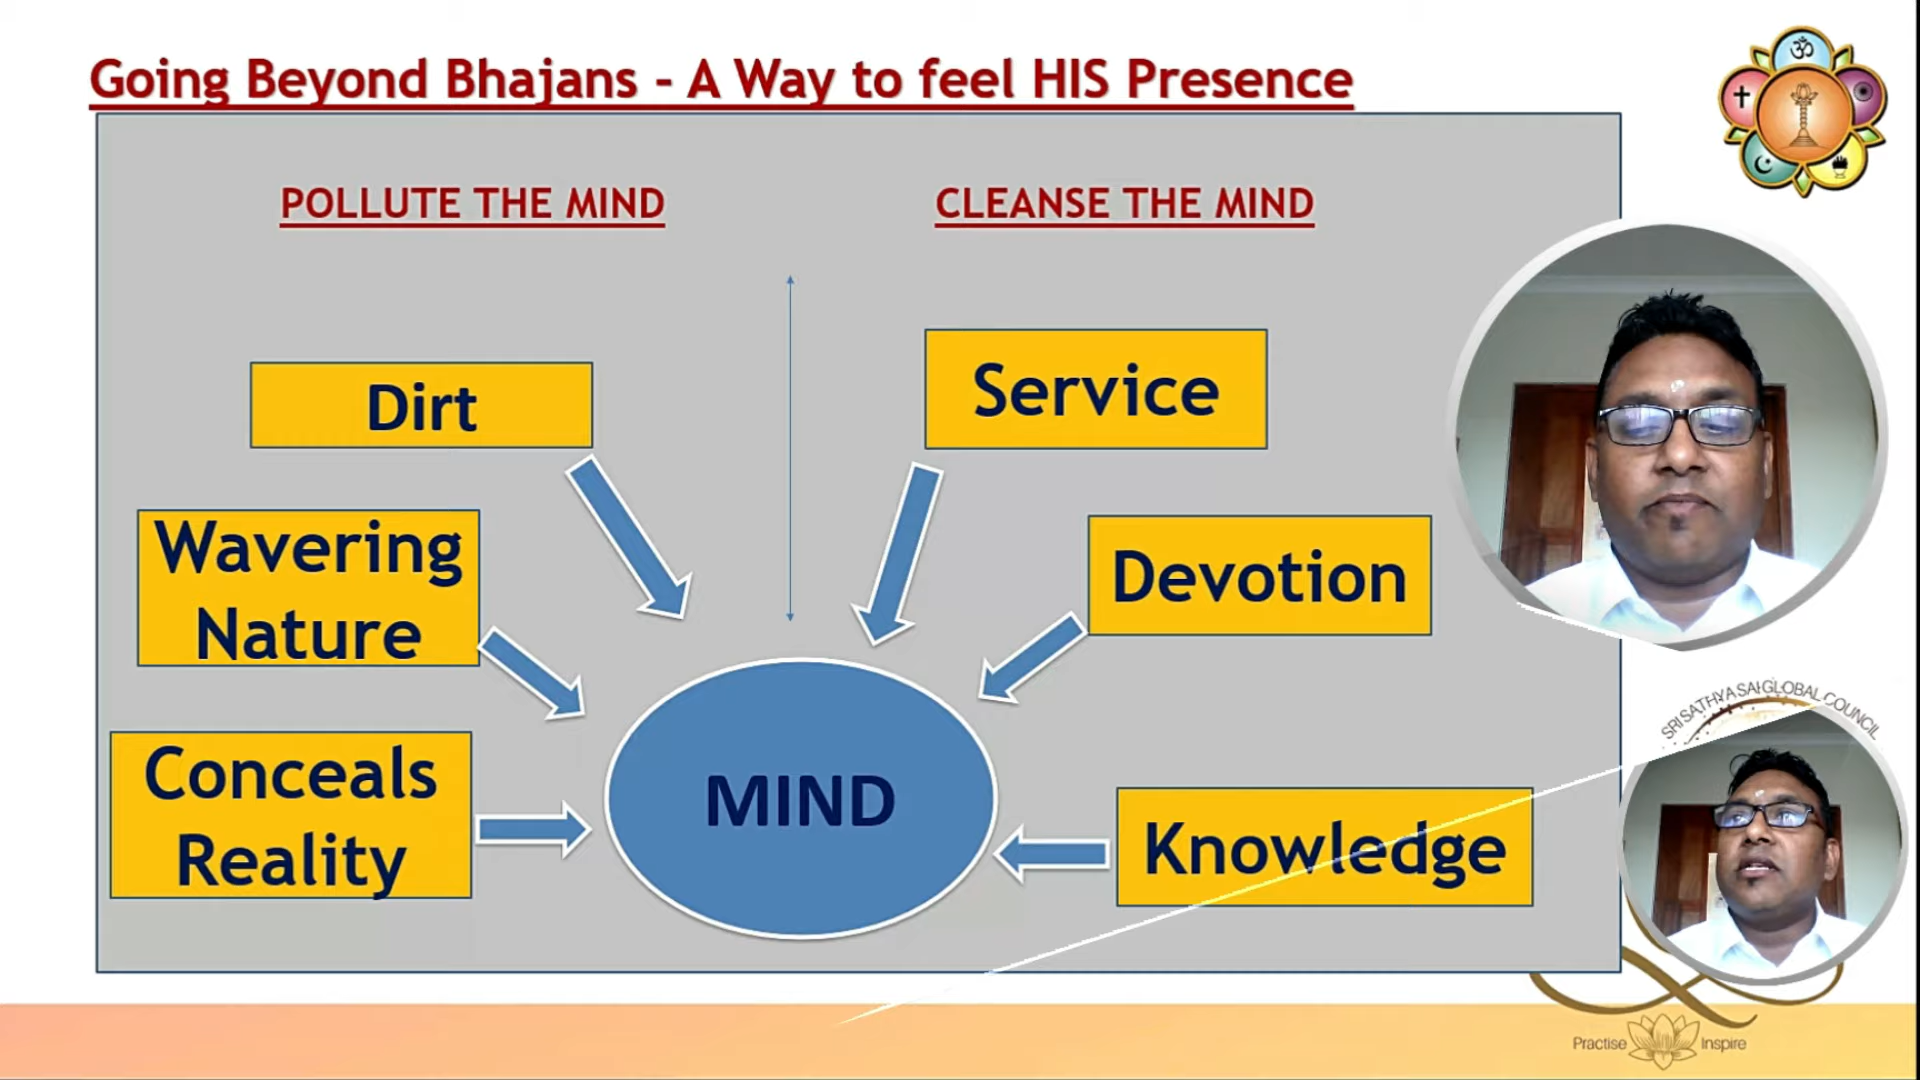 Going Beyond Bhajans - A Way to feel HIS Presence
POLLUTE THE MIND
CLEANSE THE MIND
Dirt
Service
Wavering
Nature
Devotion
Conceals
Reality
MIND
Knowledge
SRI SATHYA SAI GLOBAL COUNCIL
Practise
Inspire
ॐ